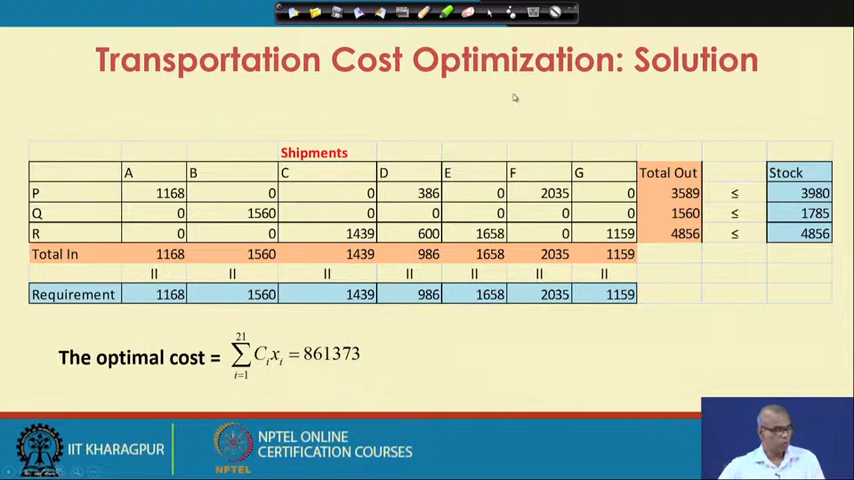 Transportation Cost Optimization: Solution
Shipments
A B C D E F G Total Out Stock
P 1168 0 0 386 0 2035 0 3589 ≤ 3980
Q 0 1560 0 0 0 0 0 1560 ≤ 1785
R 0 0 1439 600 1658 0 1159 4856 ≤ 4856
Total In 1168 1560 1439 986 1658 2035 1159
= = = = = = =
Requirement 1168 1560 1439 986 1658 2035 1159
The optimal cost = \sum_{i=1}^{21} C_i x_i = 861373
IIT KHARAGPUR
NPTEL
NPTEL ONLINE
CERTIFICATION COURSES